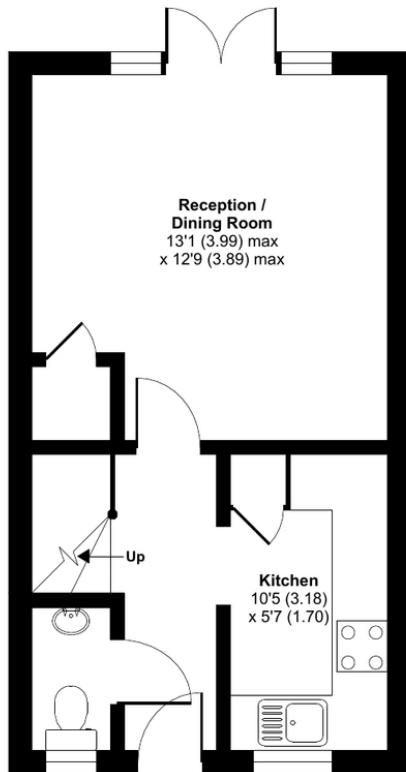 Reception /
Dining Room
13'1 (3.99) max
x 12'9 (3.89) max
Up
Kitchen
10'5 (3.18)
x 5'7 (1.70)